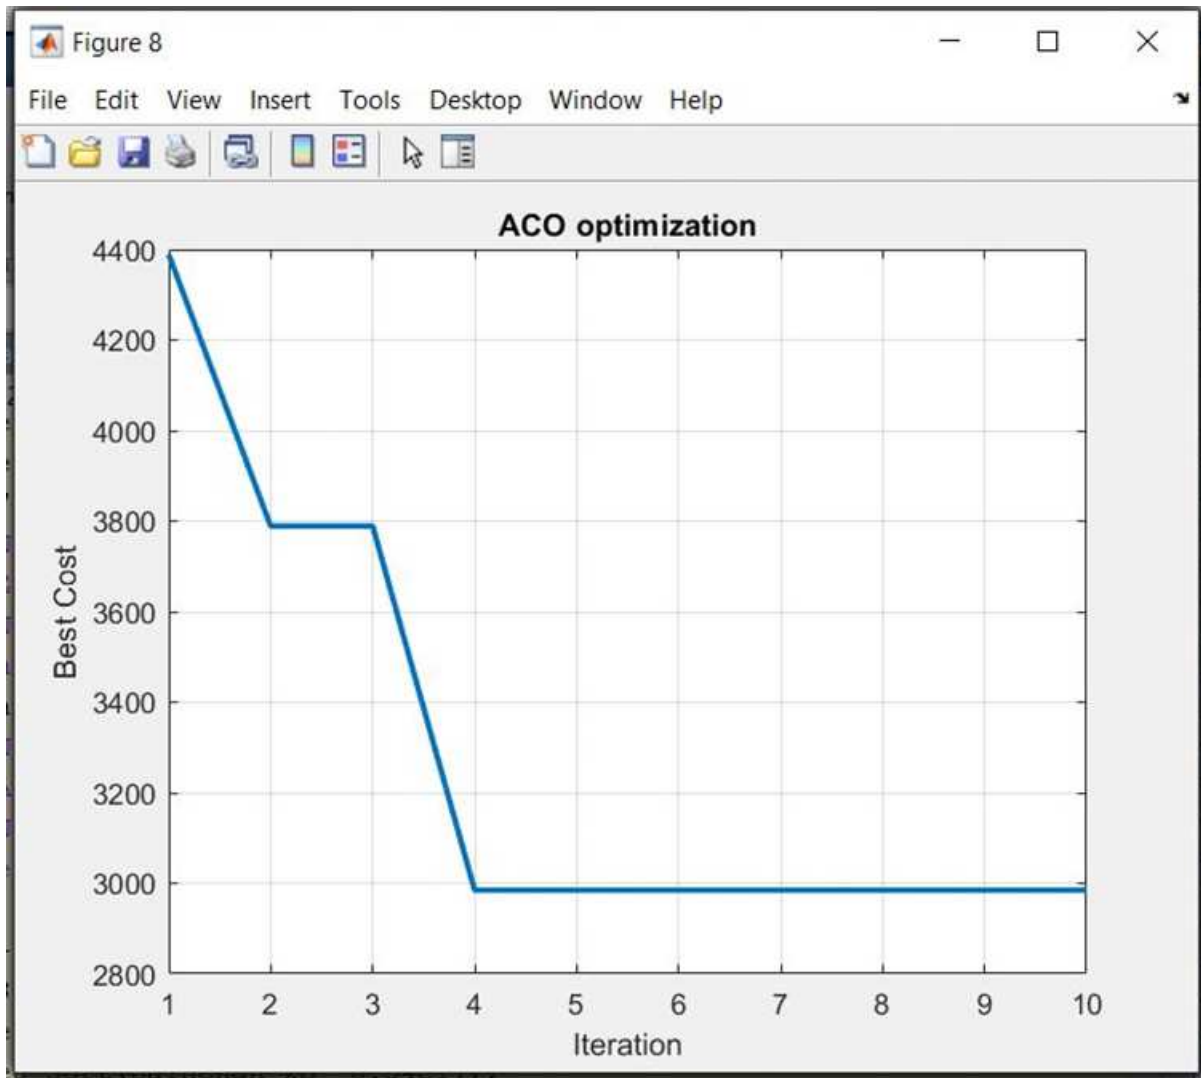 Figure 8
File Edit View Insert Tools Desktop Window Help
ACO optimization
4400
4200
4000
3800
3600
3400
3200
3000
2800
Best Cost
1 2 3 4 5 6 7 8 9 10
Iteration